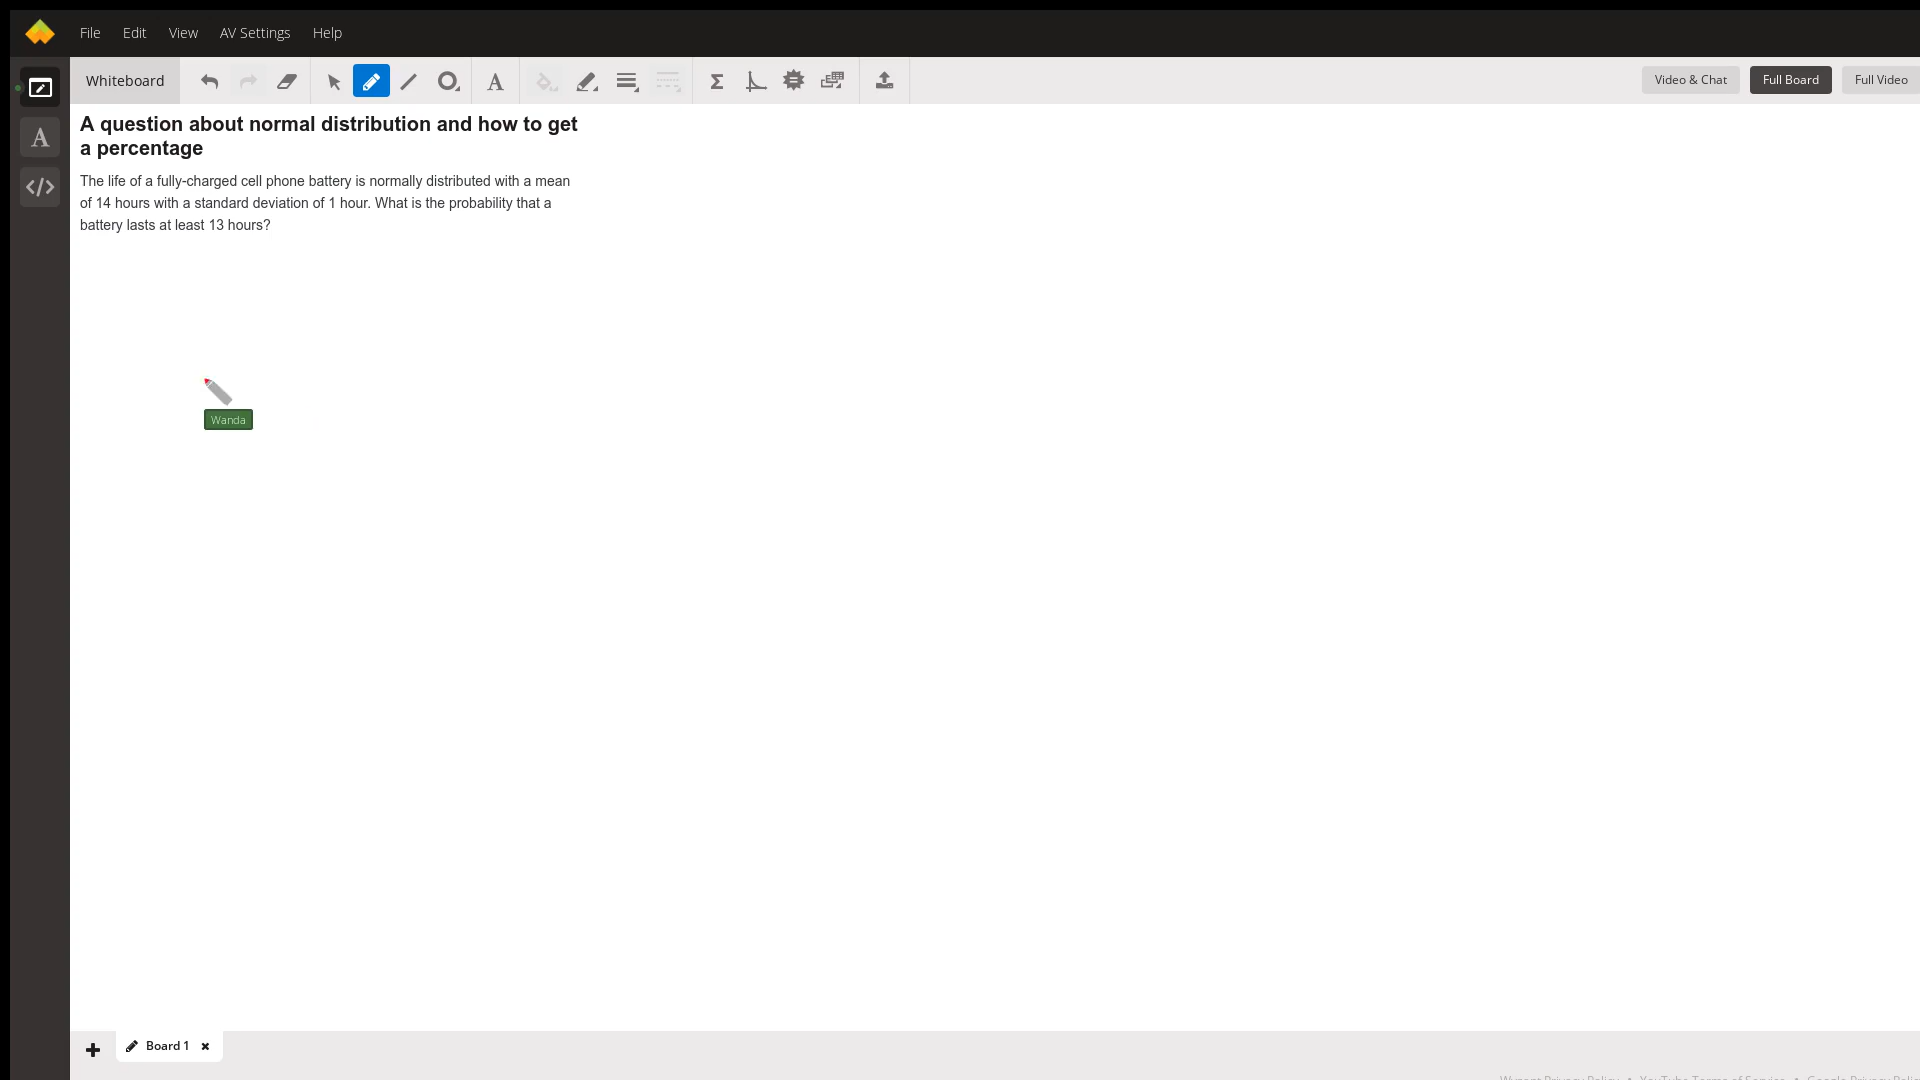 File Edit View AV Settings Help
Whiteboard
Video & Chat Full Board Full Video
A question about normal distribution and how to get
a percentage
The life of a fully-charged cell phone battery is normally distributed with a mean
of 14 hours with a standard deviation of 1 hour. What is the probability that a
battery lasts at least 13 hours?
Wanda
Board 1